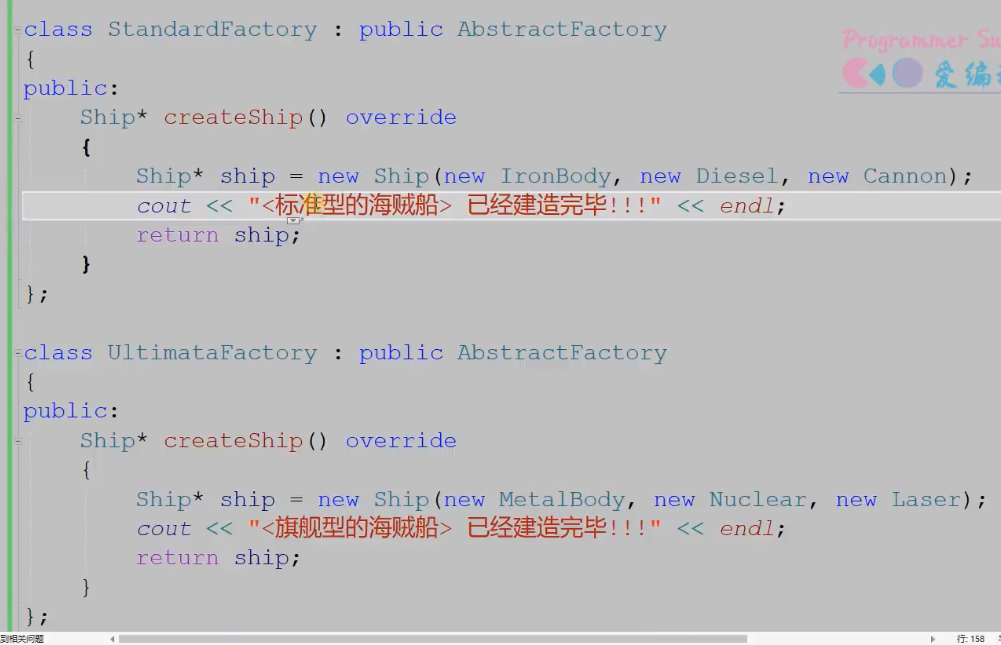 class StandardFactory : public AbstractFactory
{
public:
    Ship* createShip() override
    {
        Ship* ship = new Ship(new IronBody, new Diesel, new Cannon);
        cout << "<标准型的海贼船> 已经建造完毕!!!" << endl;
        return ship;
    }
};
class UltimataFactory : public AbstractFactory
{
public:
    Ship* createShip() override
    {
        Ship* ship = new Ship(new MetalBody, new Nuclear, new Laser);
        cout << "<旗舰型的海贼船> 已经建造完毕!!!" << endl;
        return ship;
    }
};
Programmer
爱编
到相关问题
行: 158